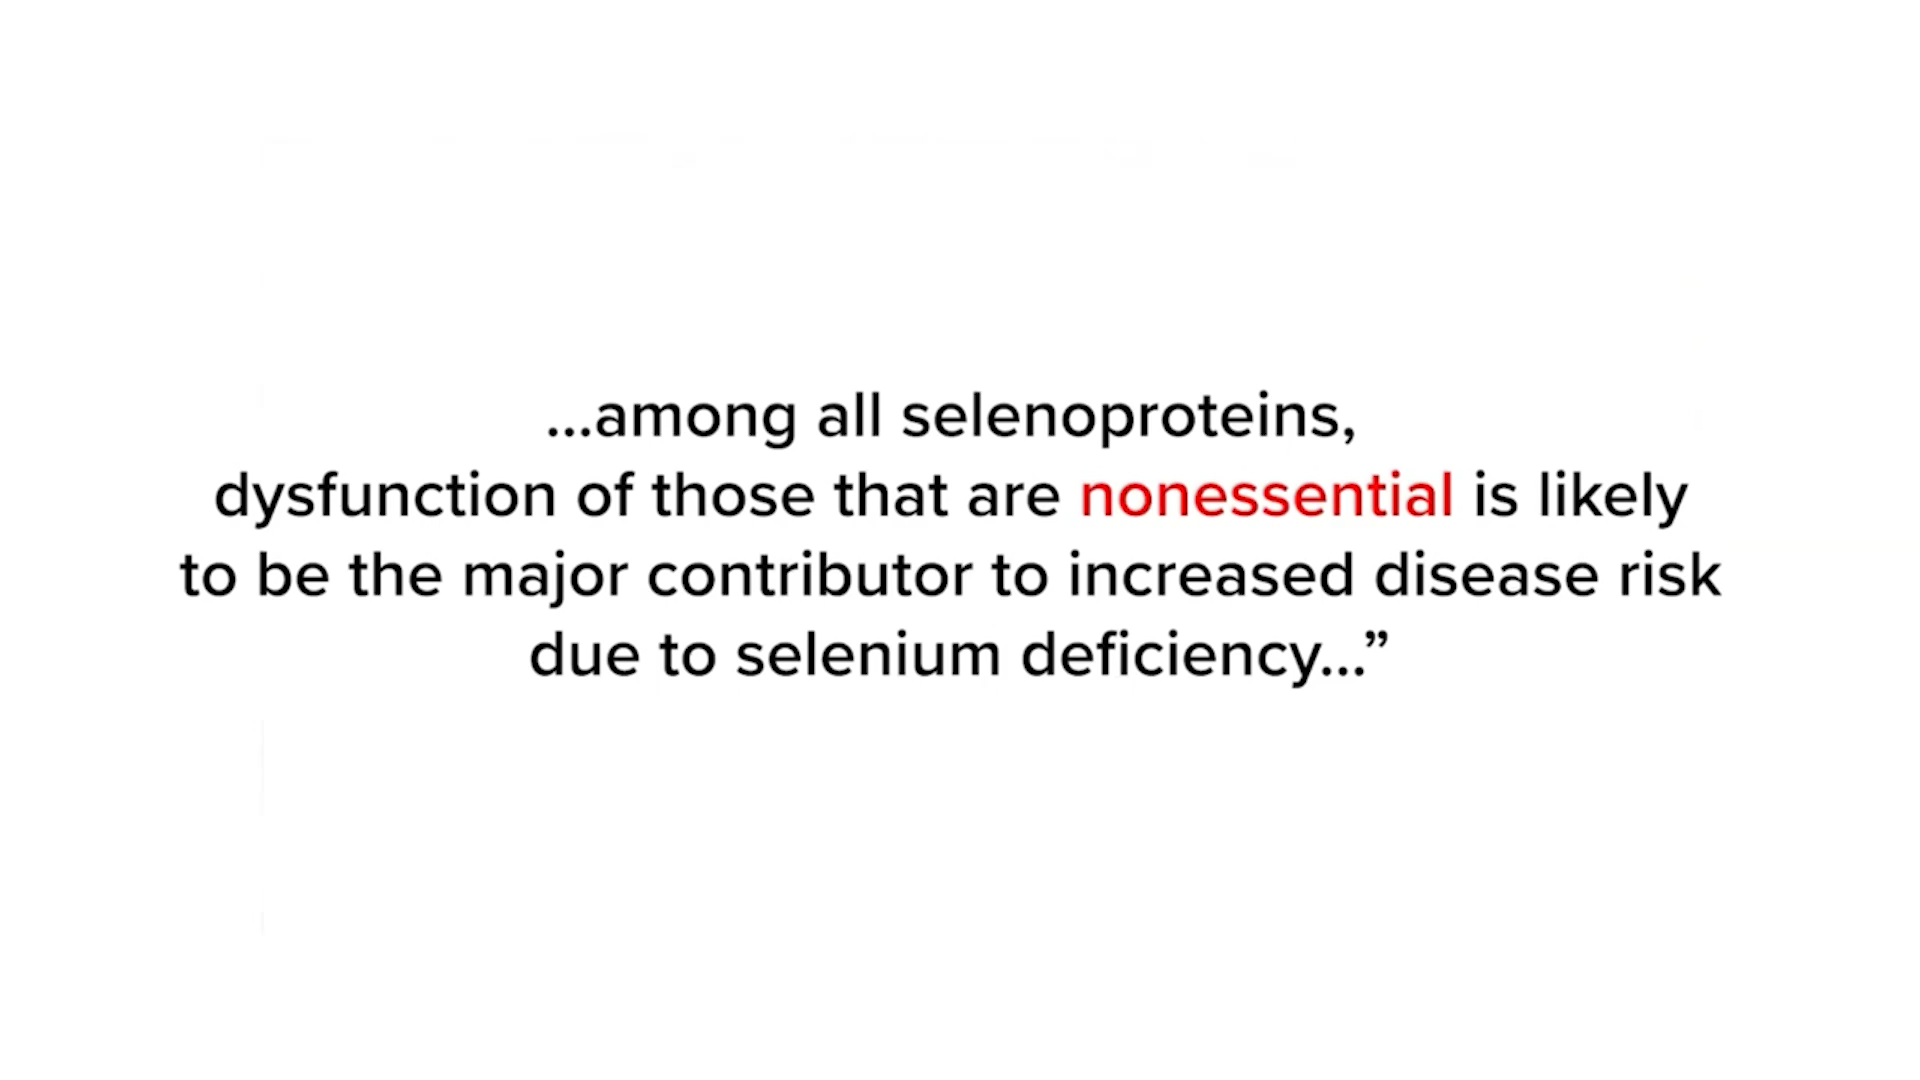 ...among all selenoproteins,
dysfunction of those that are nonessential is likely
to be the major contributor to increased disease risk
due to selenium deficiency...”